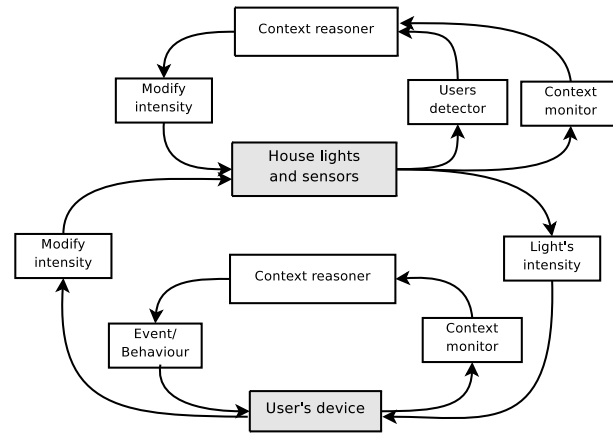 Context reasoner
Modify
intensity
Users
detector
Context
monitor
House lights
and sensors
Modify
intensity
Light's
intensity
Context reasoner
Event/
Behaviour
Context
monitor
User's device